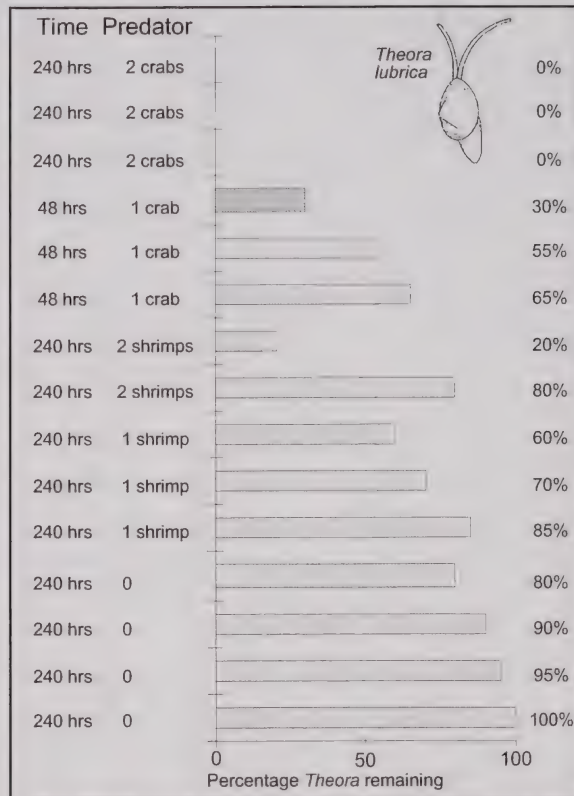 Time Predator
Theora
lubrica
240 hrs 2 crabs 0%
240 hrs 2 crabs 0%
240 hrs 2 crabs 0%
48 hrs 1 crab 30%
48 hrs 1 crab 55%
48 hrs 1 crab 65%
240 hrs 2 shrimps 20%
240 hrs 2 shrimps 80%
240 hrs 1 shrimp 60%
240 hrs 1 shrimp 70%
240 hrs 1 shrimp 85%
240 hrs 0 80%
240 hrs 0 90%
240 hrs 0 95%
240 hrs 0 100%
0 50 100
Percentage Theora remaining